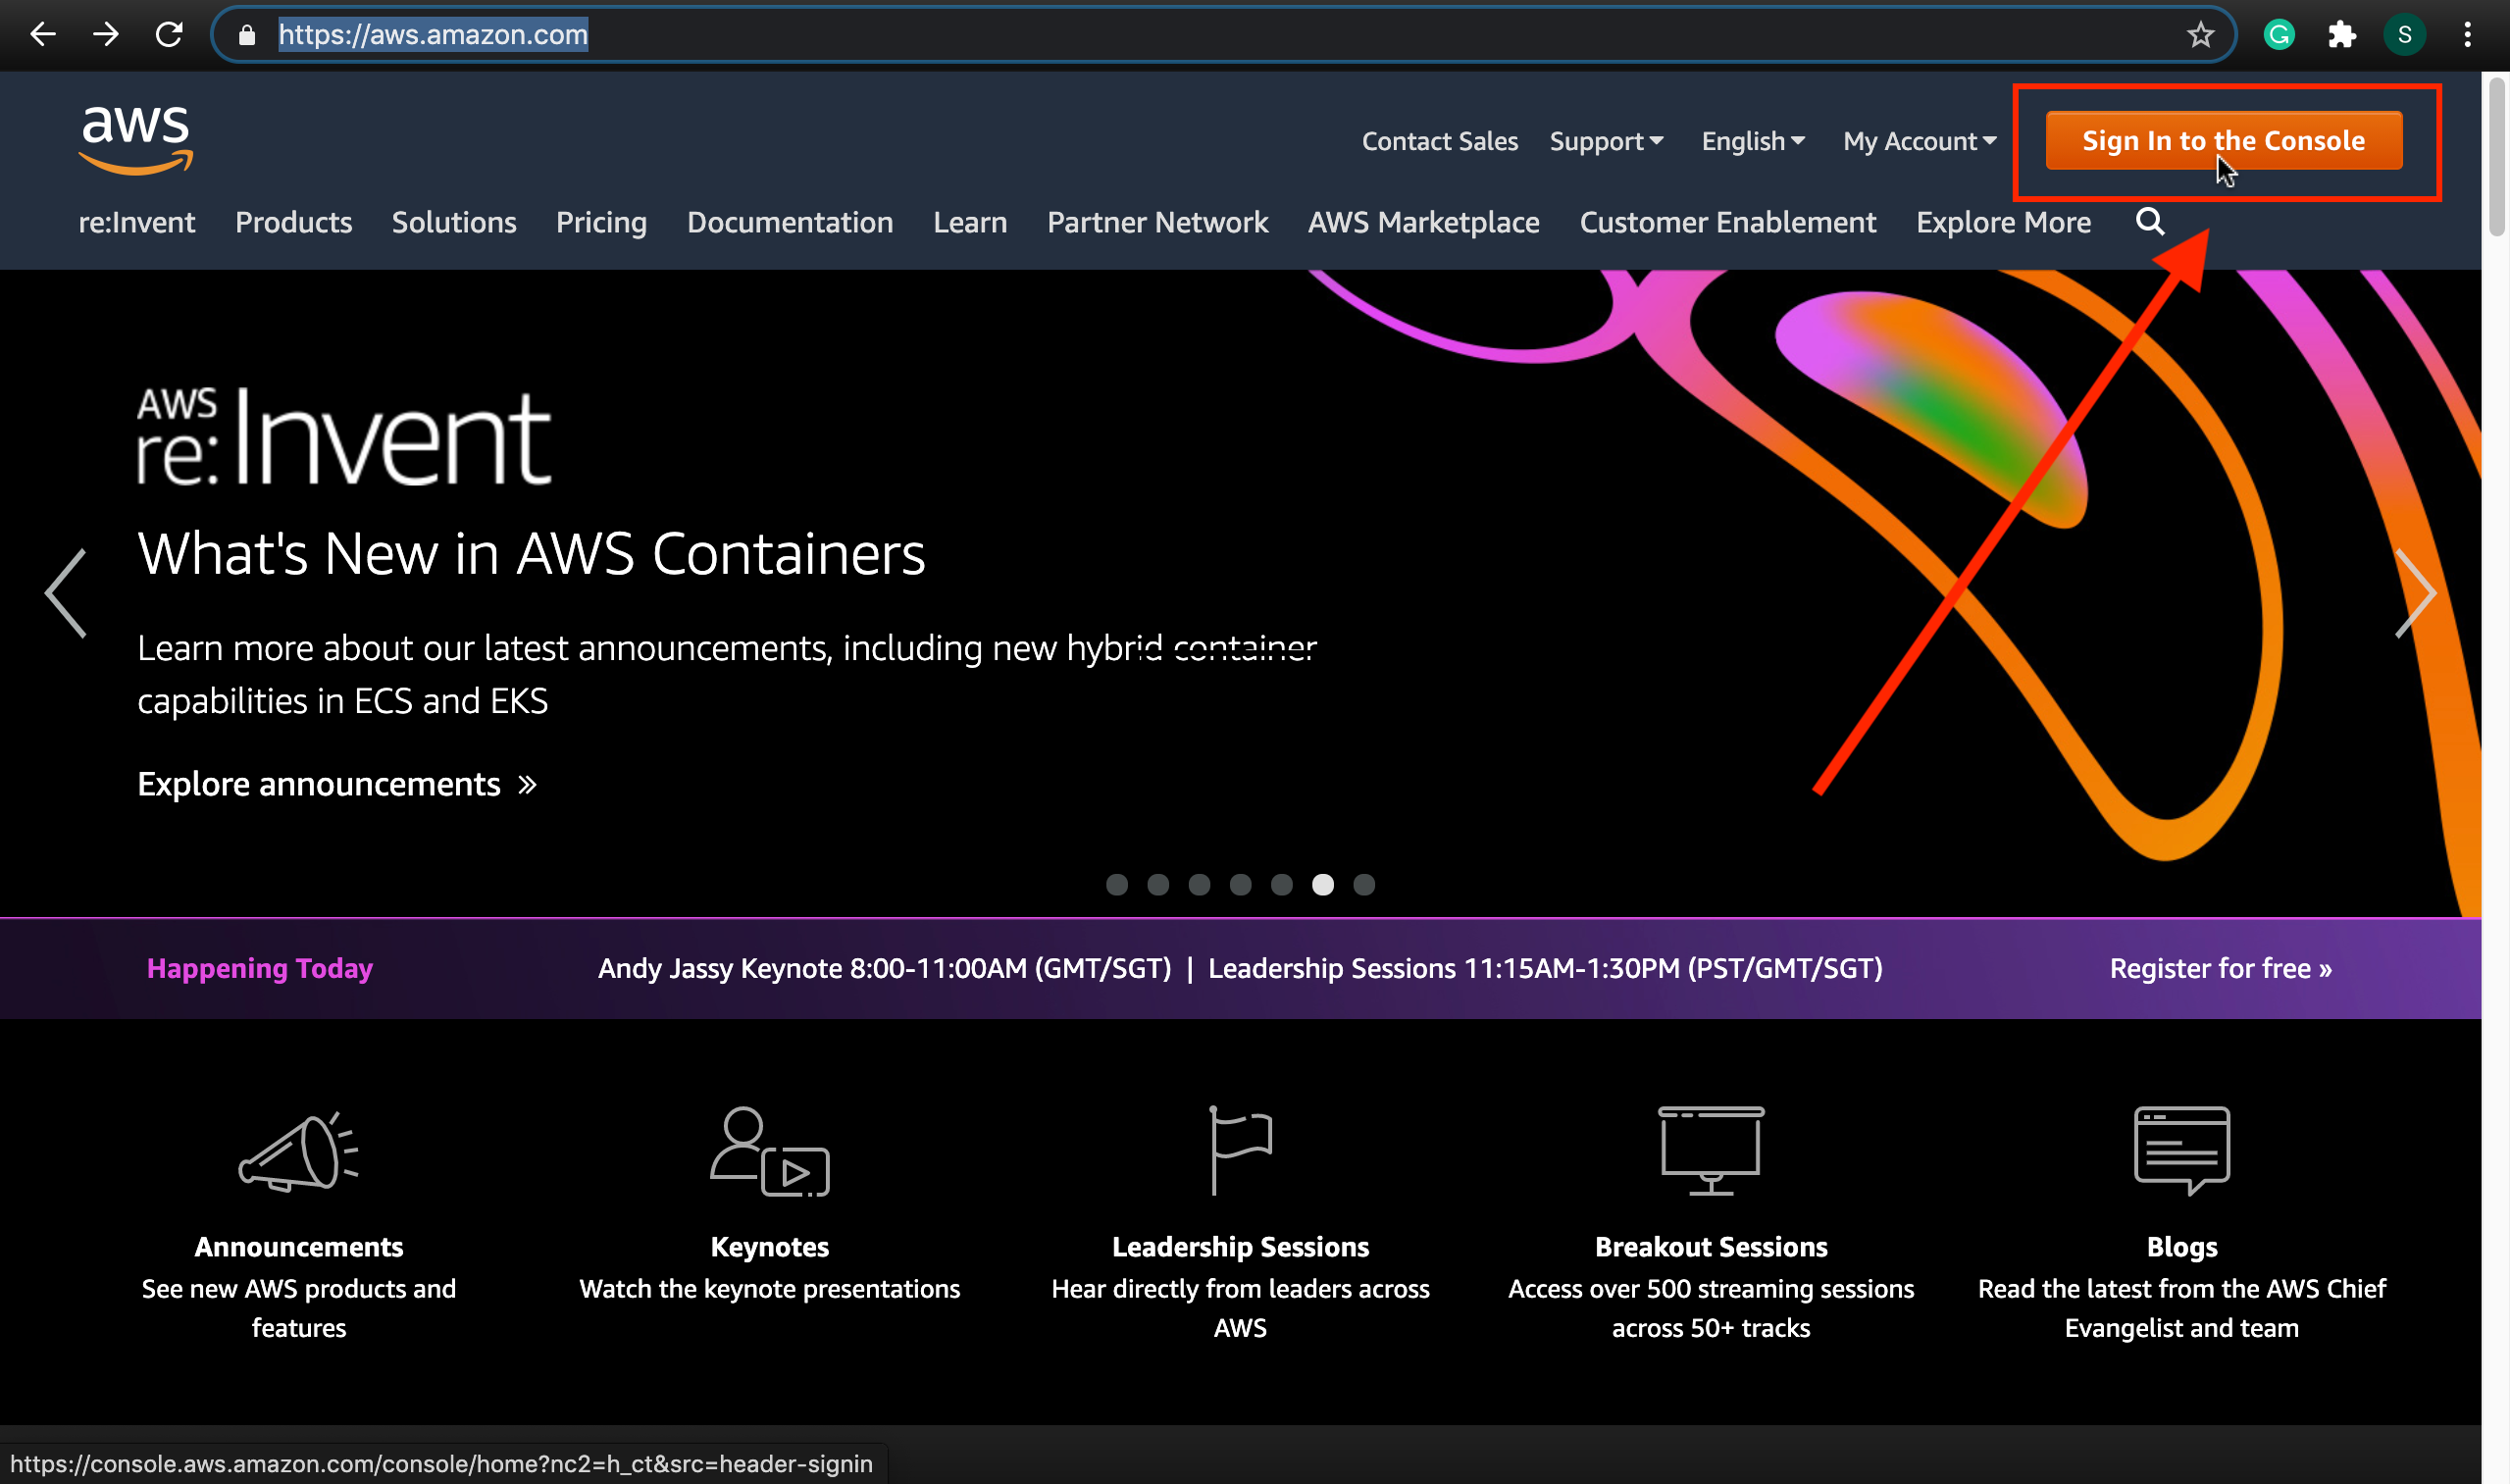 https://aws.amazon.com
S
aws
Contact Sales Support English My Account Sign In to the Console
re:Invent Products Solutions Pricing Documentation Learn Partner Network AWS Marketplace Customer Enablement Explore More
AWS
re: Invent
What's New in AWS Containers
Learn more about our latest announcements, including new hybrid container
capabilities in ECS and EKS
Explore announcements »
Happening Today Andy Jassy Keynote 8:00-11:00AM (GMT/SGT) | Leadership Sessions 11:15AM-1:30PM (PST/GMT/SGT) Register for free »
Announcements
See new AWS products and
features
Keynotes
Watch the keynote presentations
Leadership Sessions
Hear directly from leaders across
AWS
Breakout Sessions
Access over 500 streaming sessions
across 50+ tracks
Blogs
Read the latest from the AWS Chief
Evangelist and team
https://console.aws.amazon.com/console/home?nc2=h_ct&src=header-signin